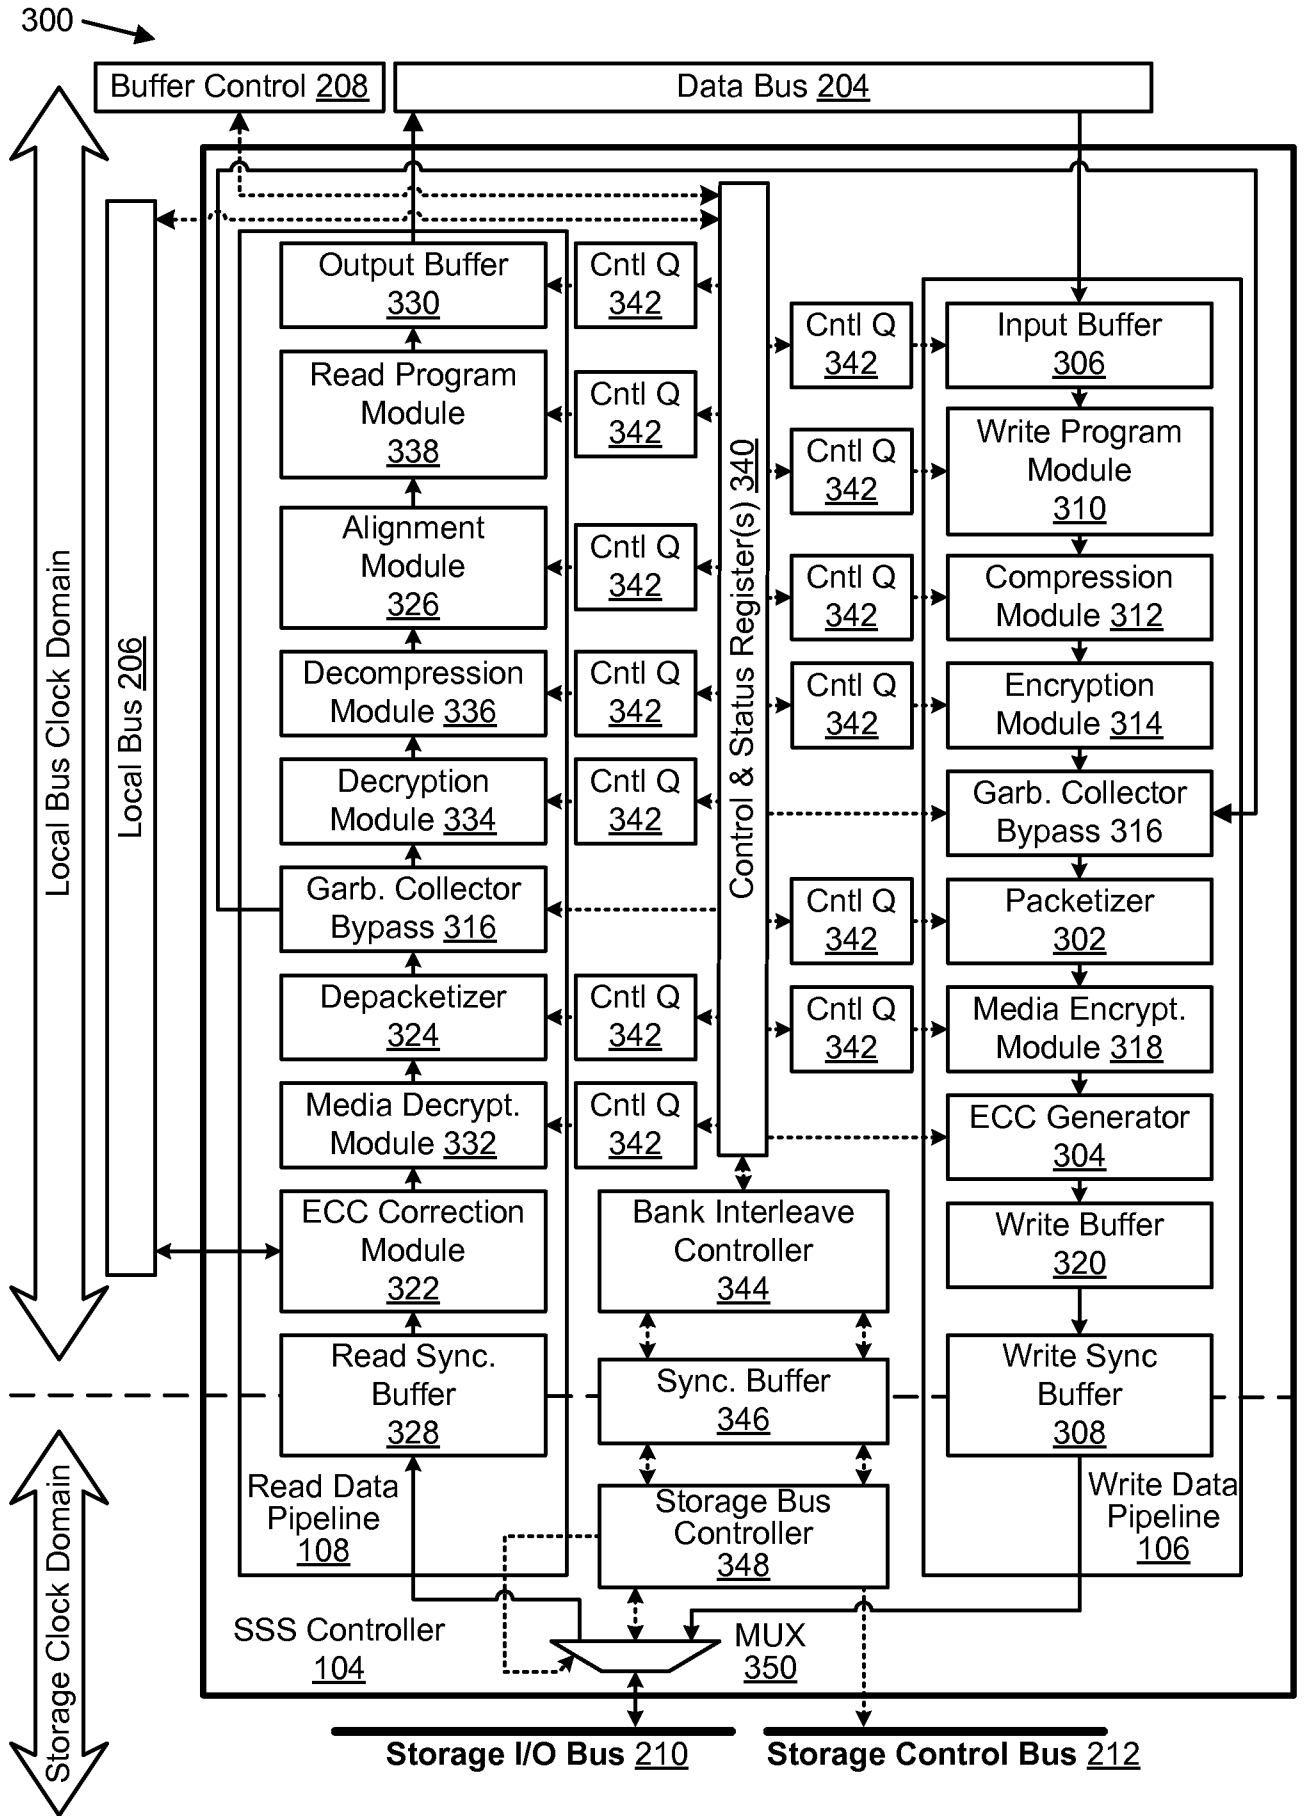 300
Buffer Control 208
Data Bus 204
Local Bus Clock Domain
Local Bus 206
Output Buffer
330
Cntl Q
342
Read Program
Module
338
Cntl Q
342
Alignment
Module
326
Cntl Q
342
Decompression
Module 336
Cntl Q
342
Decryption
Module 334
Cntl Q
342
Garb. Collector
Bypass 316
Depacketizer
324
Cntl Q
342
Media Decrypt.
Module 332
Cntl Q
342
ECC Correction
Module
322
Read Sync.
Buffer
328
Read Data
Pipeline
108
Control & Status Register(s) 340
Bank Interleave
Controller
344
Sync. Buffer
346
Storage Bus
Controller
348
Cntl Q
342
Input Buffer
306
Cntl Q
342
Write Program
Module
310
Cntl Q
342
Compression
Module 312
Cntl Q
342
Encryption
Module 314
Garb. Collector
Bypass 316
Cntl Q
342
Packetizer
302
Cntl Q
342
Media Encrypt.
Module 318
ECC Generator
304
Write Buffer
320
Write Sync
Buffer
308
Write Data
Pipeline
106
Storage Clock Domain
SSS Controller
104
MUX
350
Storage I/O Bus 210
Storage Control Bus 212